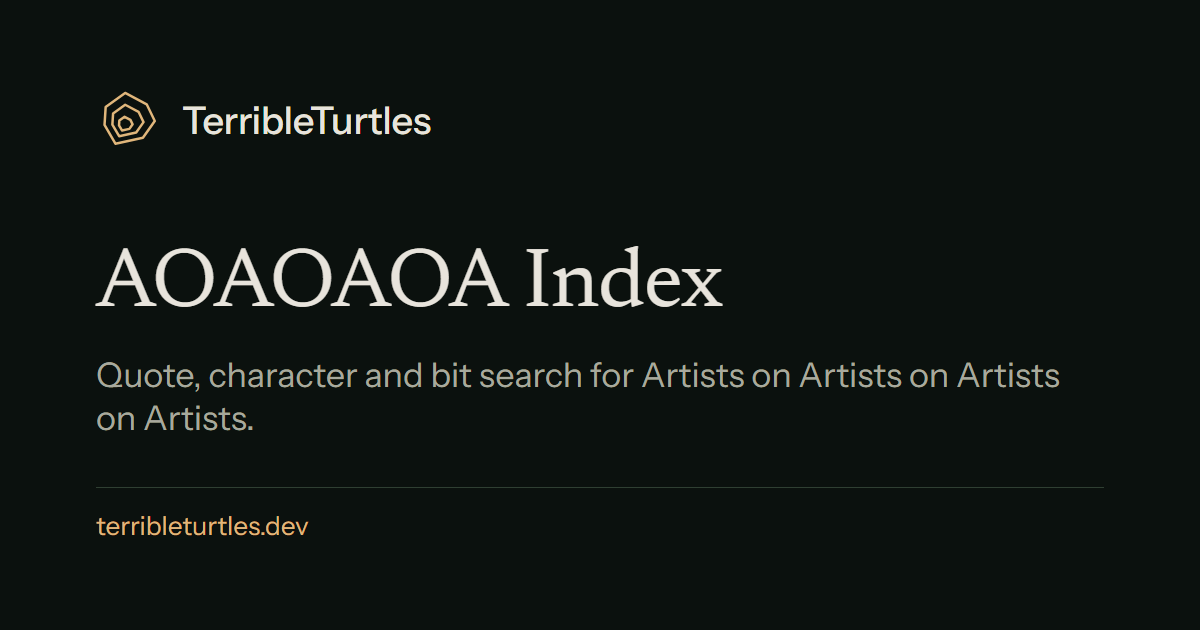 TerribleTurtles
AOAOAOA Index
Quote, character and bit search for Artists on Artists on Artists
on Artists.
terribleturtles.dev